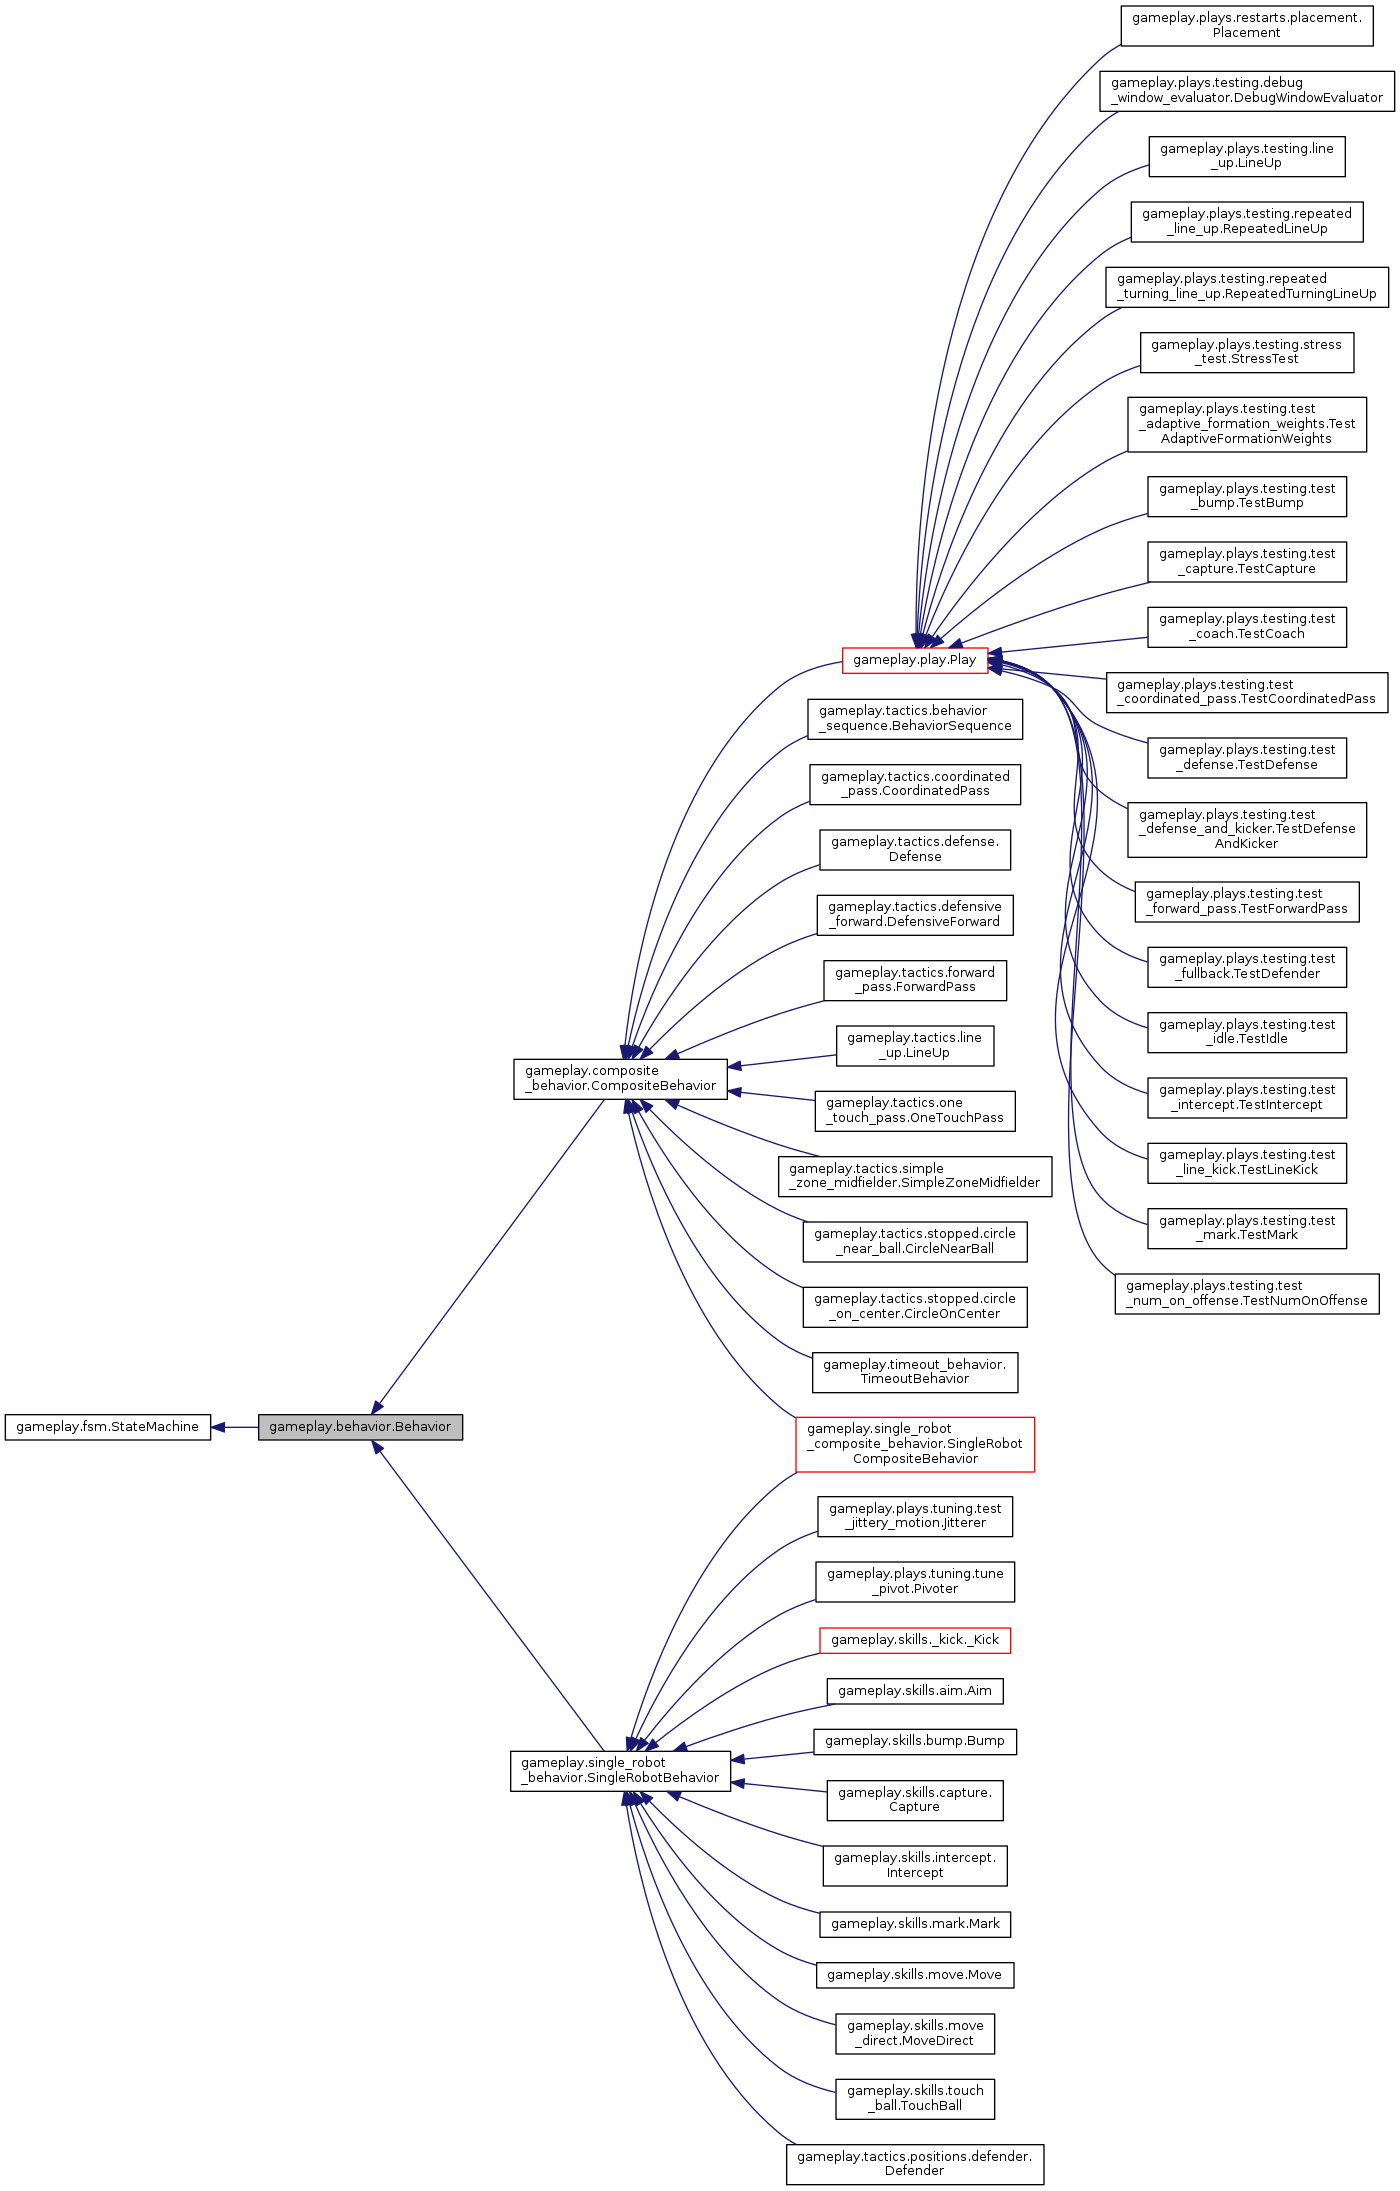 gameplay.plays.restarts.placement.
Placement
gameplay.plays.testing.debug
_window_evaluator.DebugWindowEvaluator
gameplay.plays.testing.line
_up.LineUp
gameplay.plays.testing.repeated
_line_up.RepeatedLineUp
gameplay.plays.testing.repeated
_turning_line_up.RepeatedTurningLineUp
gameplay.plays.testing.stress
_test.StressTest
gameplay.plays.testing.test
_adaptive_formation_weights.Test
AdaptiveFormationWeights
gameplay.plays.testing.test
_bump.TestBump
gameplay.plays.testing.test
_capture.TestCapture
gameplay.plays.testing.test
_coach.TestCoach
gameplay.play.Play
gameplay.plays.testing.test
_coordinated_pass.TestCoordinatedPass
gameplay.tactics.behavior
_sequence.BehaviorSequence
gameplay.plays.testing.test
_defense.TestDefense
gameplay.tactics.coordinated
_pass.CoordinatedPass
gameplay.plays.testing.test
_defense_and_kicker.TestDefense
AndKicker
gameplay.tactics.defense.
Defense
gameplay.plays.testing.test
_forward_pass.TestForwardPass
gameplay.tactics.defensive
_forward.DefensiveForward
gameplay.plays.testing.test
_fullback.TestDefender
gameplay.tactics.forward
_pass.ForwardPass
gameplay.plays.testing.test
_idle.TestIdle
gameplay.tactics.line
_up.LineUp
gameplay.composite
_behavior.CompositeBehavior
gameplay.plays.testing.test
_intercept.TestIntercept
gameplay.tactics.one
_touch_pass.OneTouchPass
gameplay.plays.testing.test
_line_kick.TestLineKick
gameplay.tactics.simple
_zone_midfielder.SimpleZoneMidfielder
gameplay.plays.testing.test
_mark.TestMark
gameplay.tactics.stopped.circle
_near_ball.CircleNearBall
gameplay.plays.testing.test
_num_on_offense.TestNumOnOffense
gameplay.tactics.stopped.circle
_on_center.CircleOnCenter
gameplay.timeout_behavior.
TimeoutBehavior
gameplay.fsm.StateMachine
gameplay.behavior.Behavior
gameplay.single_robot
_composite_behavior.SingleRobot
CompositeBehavior
gameplay.plays.tuning.test
_jittery_motion.Jitterer
gameplay.plays.tuning.tune
_pivot.Pivoter
gameplay.skills._kick._Kick
gameplay.skills.aim.Aim
gameplay.skills.bump.Bump
gameplay.single_robot
_behavior.SingleRobotBehavior
gameplay.skills.capture.
Capture
gameplay.skills.intercept.
Intercept
gameplay.skills.mark.Mark
gameplay.skills.move.Move
gameplay.skills.move
_direct.MoveDirect
gameplay.skills.touch
_ball.TouchBall
gameplay.tactics.positions.defender.
Defender